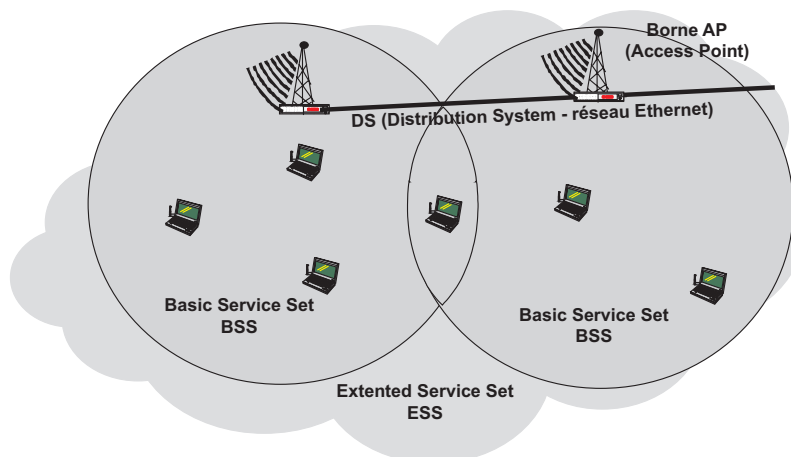 Borne AP
(Access Point)
DS (Distribution System - réseau Ethernet)
Basic Service Set
BSS
Basic Service Set
BSS
Extented Service Set
ESS